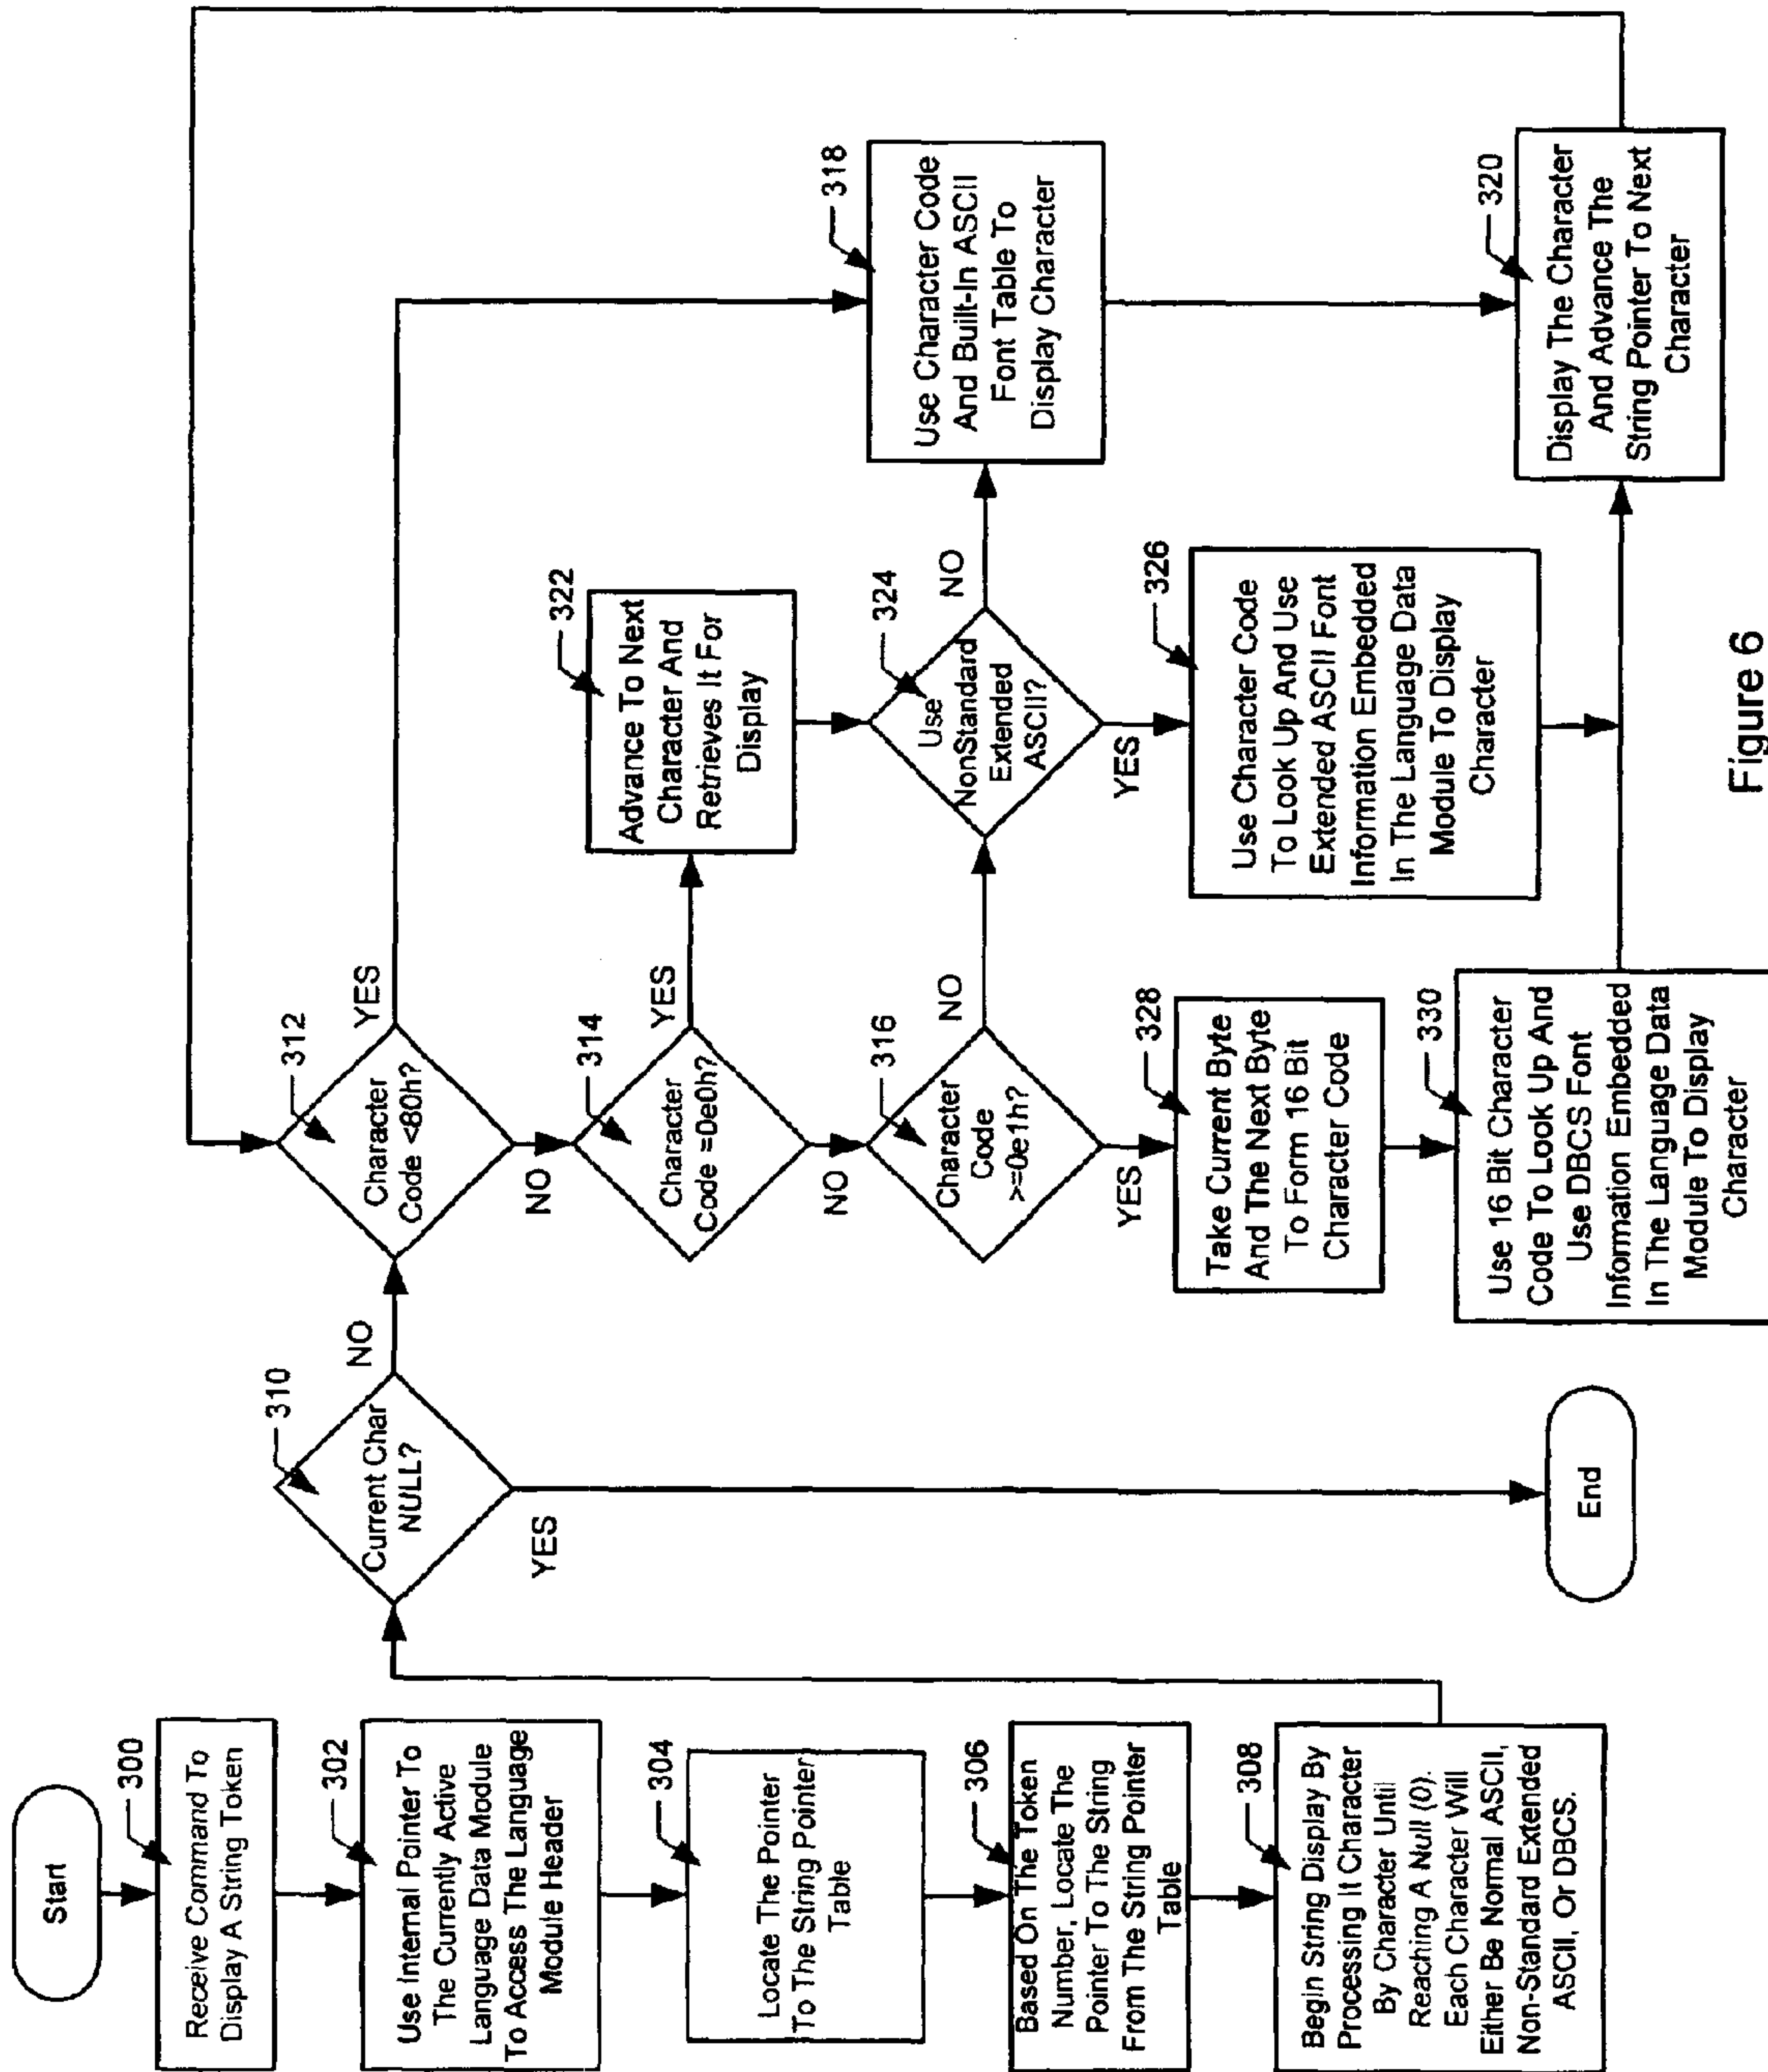 Start
300
Receive Command To
Display A String Token
302
Use Internal Pointer To
The Currently Active
Language Data Module
To Access The Language
Module Header
304
Locate The Pointer
To The String Pointer
Table
306
Based On The Token
Number, Locate The
Pointer To The String
From The String Pointer
Table
308
Begin String Display By
Processing It Character
By Character Until
Reaching A Null (0).
Each Character Will
Either Be Normal ASCII,
Non-Standard Extended
ASCII, Or DBCS.
310
Current Char
NULL?
NO
YES
End
312
Character
Code <80h?
YES
NO
314
Character
Code =0e0h?
YES
NO
316
Character
Code
>=0e1h?
NO
YES
328
Take Current Byte
And The Next Byte
To Form 16 Bit
Character Code
330
Use 16 Bit Character
Code To Look Up And
Use DBCS Font
Information Embedded
In The Language Data
Module To Display
Character
322
Advance To Next
Character And
Retrieves It For
Display
324
Use
NonStandard
Extended
ASCII?
NO
YES
326
Use Character Code
To Look Up And Use
Extended ASCII Font
Information Embedded
In The Language Data
Module To Display
Character
318
Use Character Code
And Built-In ASCII
Font Table To
Display Character
320
Display The Character
And Advance The
String Pointer To Next
Character
Figure 6